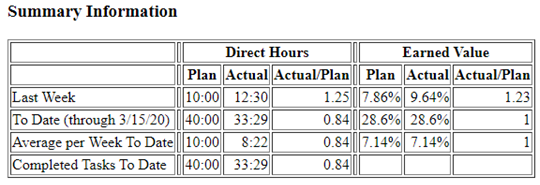 Summary Information
Direct Hours Earned Value
Plan Actual Actual/Plan Plan Actual Actual/Plan
Last Week 10:00 12:30 1.25 7.86% 9.64% 1.23
To Date (through 3/15/20) 40:00 33:29 0.84 28.6% 28.6% 1
Average per Week To Date 10:00 8:22 0.84 7.14% 7.14% 1
Completed Tasks To Date 40:00 33:29 0.84